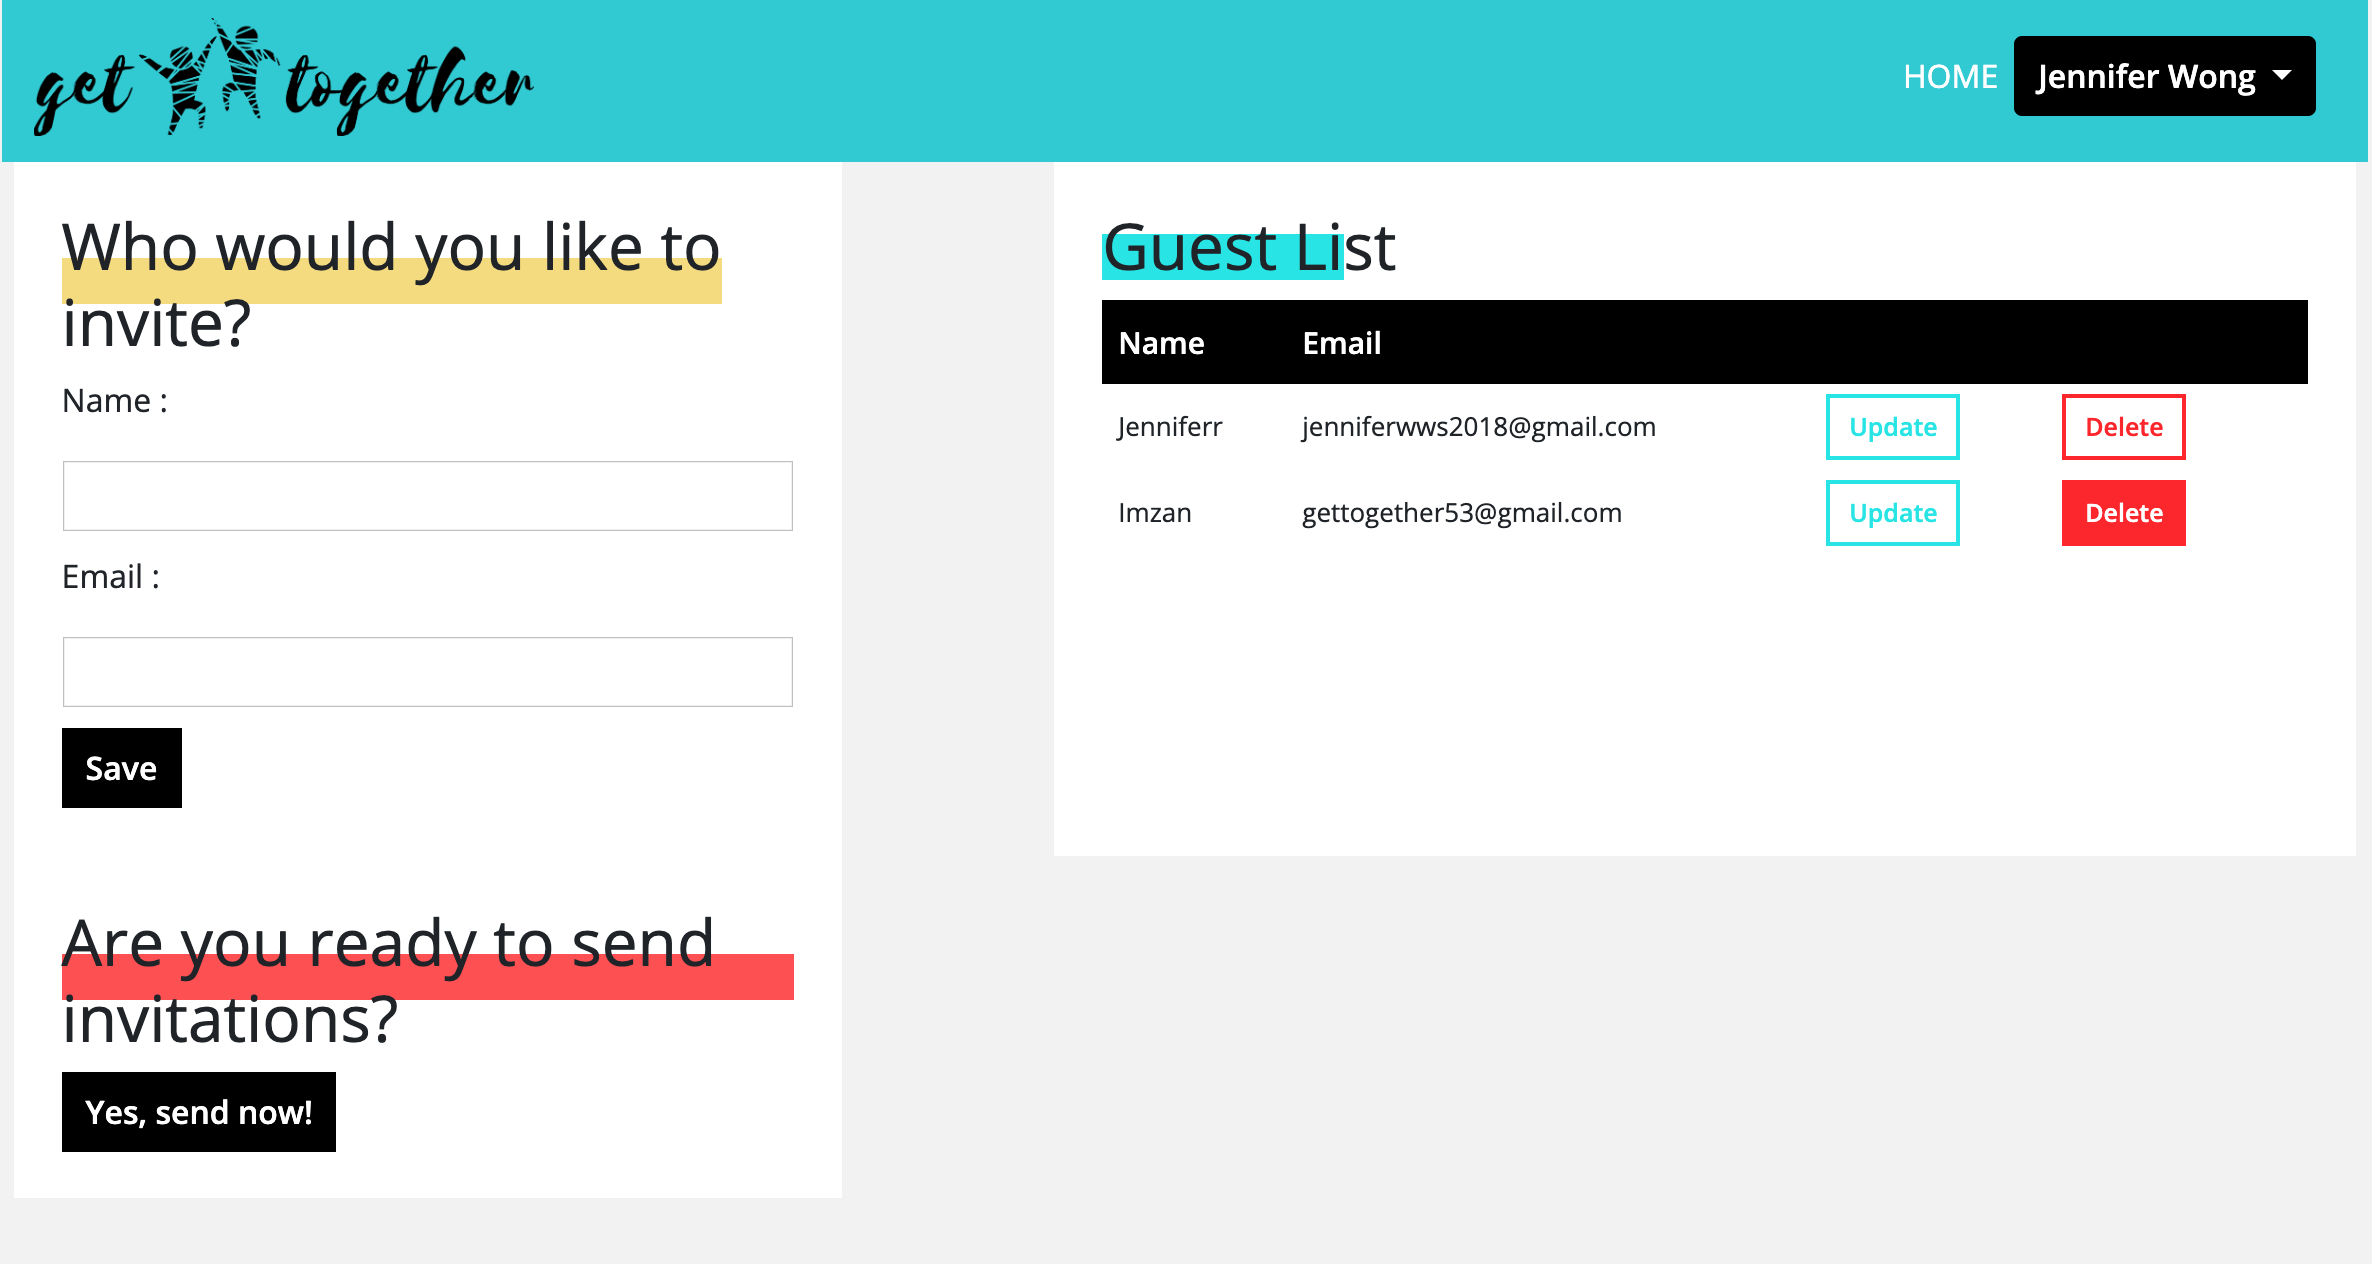 get together
HOME
Jennifer Wong
Who would you like to
invite?
Name :
Email :
Save
Are you ready to send
invitations?
Yes, send now!
Guest List
Name Email
Jenniferr jenniferwws2018@gmail.com Update Delete
Imzan gettogether53@gmail.com Update Delete